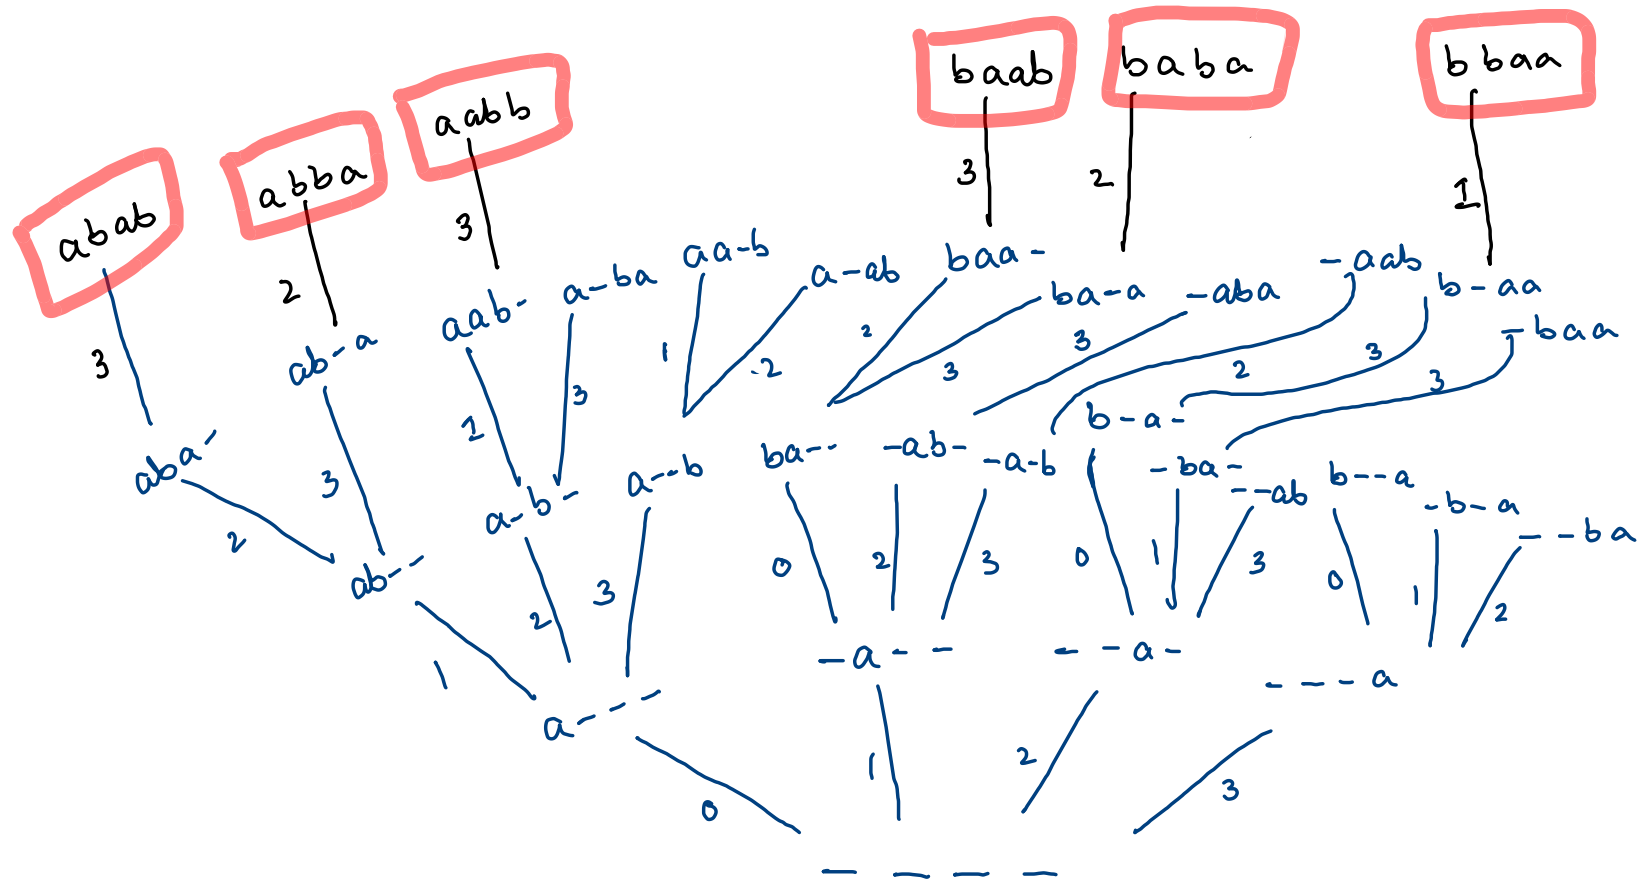 baab baba bbaa
aabb
abba
abab
3 2 1
3
2
3
aa-b baa- -aab
a-ba a-ab ba-a -aba b-aa
aab- -baa
ab-a
1 2 2 3 3 2 3 3
1 3
3
2
b-a-
aba- ba-- -ab- -a-b -ba- b--a
a-b- a--b --ab -b-a
--ba
ab--
2 3 0 2 3 0 1 3 0 1 2
-a-- --a-
---a
1
a---
0 1 2 3
- - - -